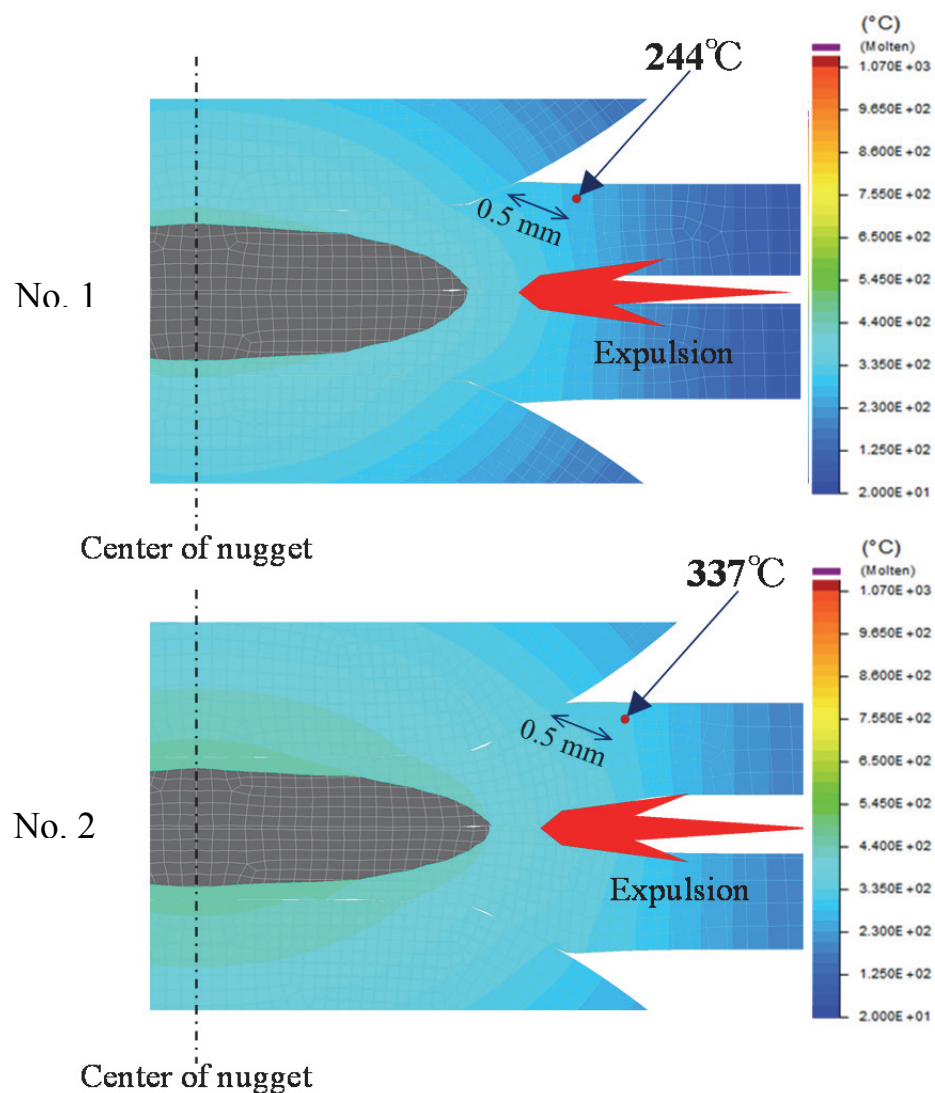 (°C)
(Molten)
244℃
1.070E +03
9.650E +02
8.600E +02
7.550E +02
6.500E +02
5.450E +02
4.400E +02
3.350E +02
2.300E +02
1.250E +02
2.000E +01
0.5 mm
No. 1
Expulsion
Center of nugget
(°C)
(Molten)
337℃
1.070E +03
9.650E +02
8.600E +02
7.550E +02
6.500E +02
5.450E +02
4.400E +02
3.350E +02
2.300E +02
1.250E +02
2.000E +01
0.5 mm
No. 2
Expulsion
Center of nugget